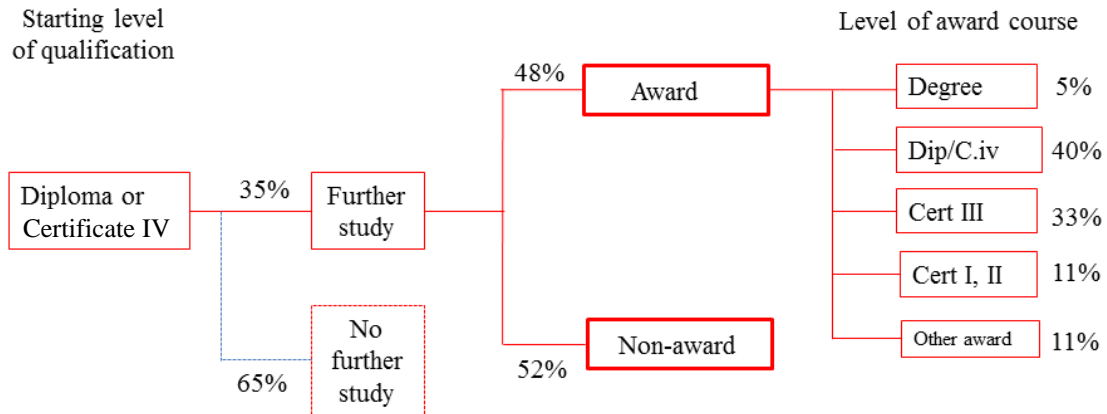 Starting level
of qualification
Level of award course
48%
Award
Degree 5%
Dip/C.iv 40%
Diploma or
Certificate IV
35%
Further
study
Cert III 33%
Cert I, II 11%
No
further
study
65%
Non-award
52%
Other award 11%